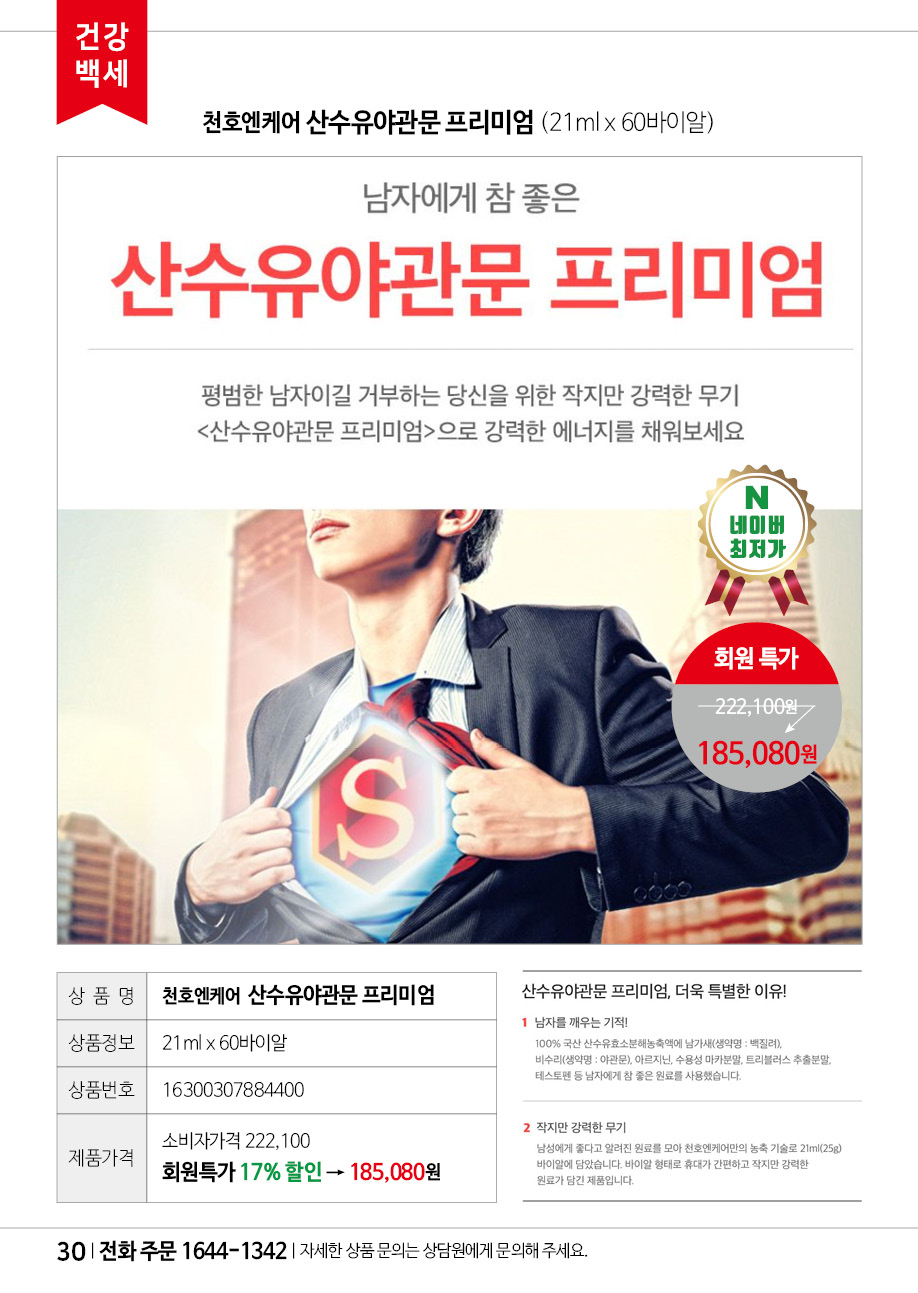 건강
백세
천호엔케어 산수유야관문 프리미엄 (21ml x 60바이알)
남자에게 참 좋은
산수유야관문 프리미엄
평범한 남자이길 거부하는 당신을 위한 작지만 강력한 무기
<산수유야관문 프리미엄>으로 강력한 에너지를 채워보세요
N
네이버
최저가
회원 특가
222,100원
185,080원
S
상 품 명 천호엔케어 산수유야관문 프리미엄
상품정보 21ml x 60바이알
상품번호 16300307884400
제품가격 소비자가격 222,100
회원특가 17% 할인 → 185,080원
산수유야관문 프리미엄, 더욱 특별한 이유!
1 남자를 깨우는 기적!
100% 국산 산수유효소분해농축액에 남가새(생약명 : 백질려),
비수리(생약명 : 야관문), 아르지닌, 수용성 마카분말, 트리블러스 추출분말,
테스토펜 등 남자에게 참 좋은 원료를 사용했습니다.
2 작지만 강력한 무기
남성에게 좋다고 알려진 원료를 모아 천호엔케어만의 농축 기술로 21ml(25g)
바이알에 담았습니다. 바이알 형태로 휴대가 간편하고 작지만 강력한
원료가 담긴 제품입니다.
30 | 전화 주문 1644-1342 | 자세한 상품 문의는 상담원에게 문의해 주세요.